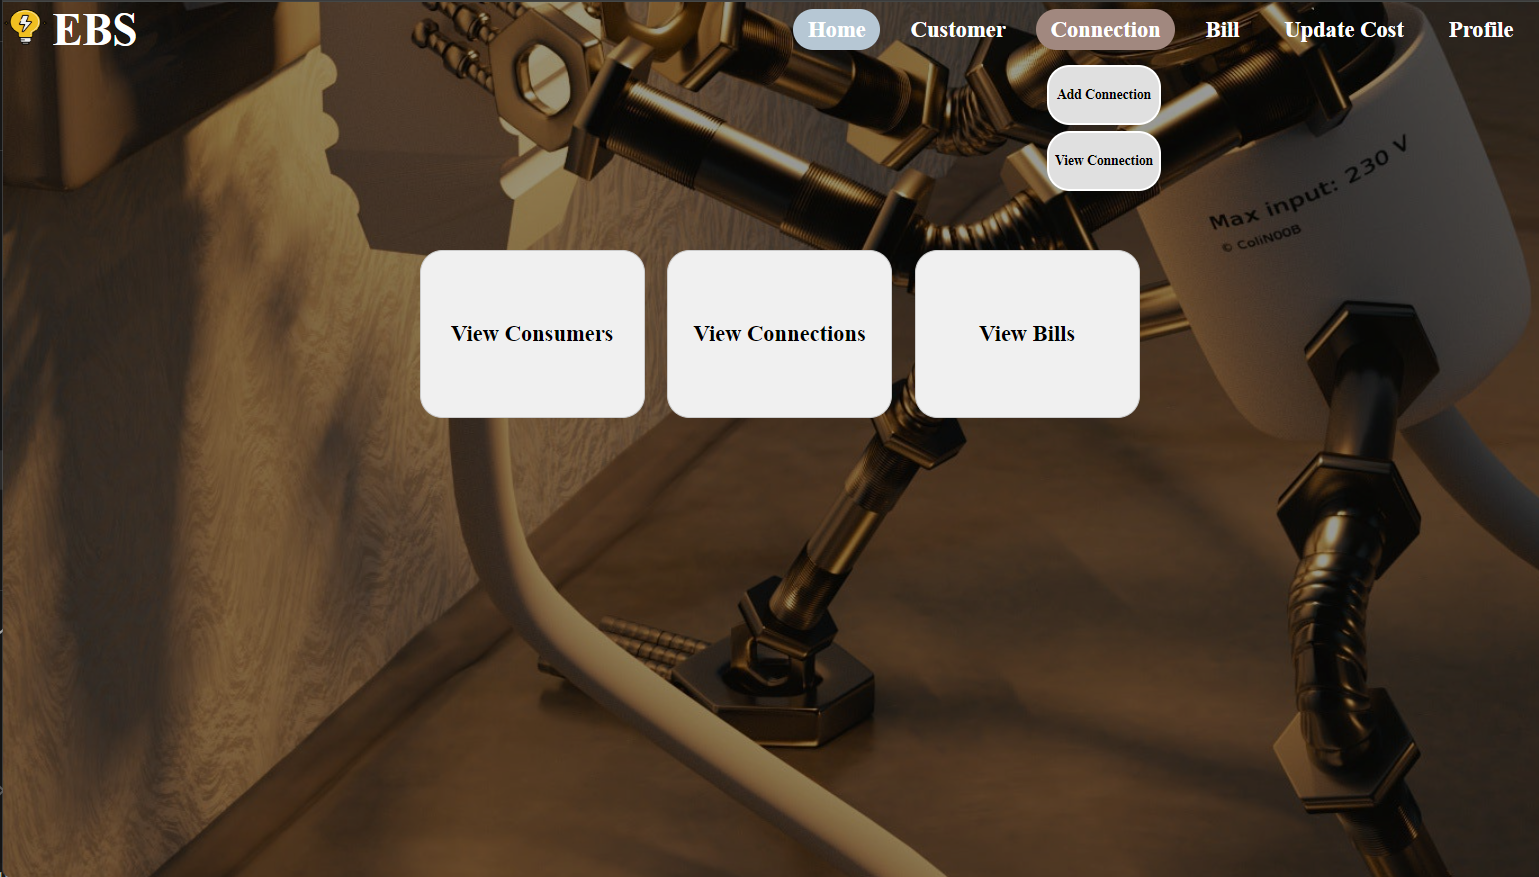 EBS
Home Customer Connection Bill Update Cost Profile
Add Connection
View Connection
Max input: 230 V
© ColiN00B
View Consumers View Connections View Bills